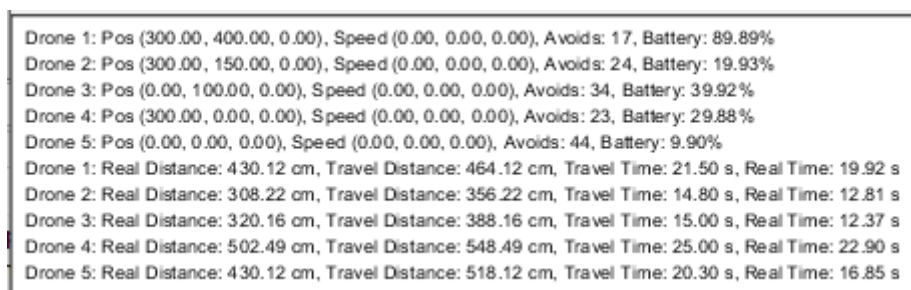 Drone 1: Pos (300.00, 400.00, 0.00), Speed (0.00, 0.00, 0.00), Avoids: 17, Battery: 89.89%
Drone 2: Pos (300.00, 150.00, 0.00), Speed (0.00, 0.00, 0.00), Avoids: 24, Battery: 19.93%
Drone 3: Pos (0.00, 100.00, 0.00), Speed (0.00, 0.00, 0.00), Avoids: 34, Battery: 39.92%
Drone 4: Pos (300.00, 0.00, 0.00), Speed (0.00, 0.00, 0.00), Avoids: 23, Battery: 29.88%
Drone 5: Pos (0.00, 0.00, 0.00), Speed (0.00, 0.00, 0.00), Avoids: 44, Battery: 9.90%
Drone 1: Real Distance: 430.12 cm, Travel Distance: 464.12 cm, Travel Time: 21.50 s, Real Time: 19.92 s
Drone 2: Real Distance: 308.22 cm, Travel Distance: 356.22 cm, Travel Time: 14.80 s, Real Time: 12.81 s
Drone 3: Real Distance: 320.16 cm, Travel Distance: 388.16 cm, Travel Time: 15.00 s, Real Time: 12.37 s
Drone 4: Real Distance: 502.49 cm, Travel Distance: 548.49 cm, Travel Time: 25.00 s, Real Time: 22.90 s
Drone 5: Real Distance: 430.12 cm, Travel Distance: 518.12 cm, Travel Time: 20.30 s, Real Time: 16.85 s